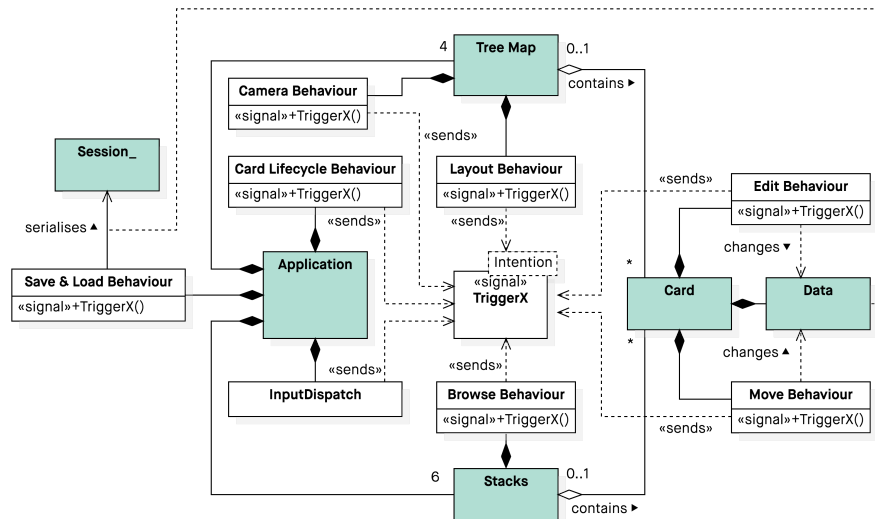 4
Tree Map
0..1
contains ▶
Camera Behaviour
«signal»+TriggerX()
«sends»
Session_
Card Lifecycle Behaviour
«signal»+TriggerX()
«sends»
Layout Behaviour
«signal»+TriggerX()
«sends»
«sends»
Edit Behaviour
«signal»+TriggerX()
serialises ▲
changes ▼
Application
Intention
«signal»
TriggerX
*
Save & Load Behaviour
«signal»+TriggerX()
Card
Data
*
changes ▲
«sends»
«sends»
InputDispatch
Browse Behaviour
«signal»+TriggerX()
Move Behaviour
«signal»+TriggerX()
«sends»
6
Stacks
0..1
contains ▶